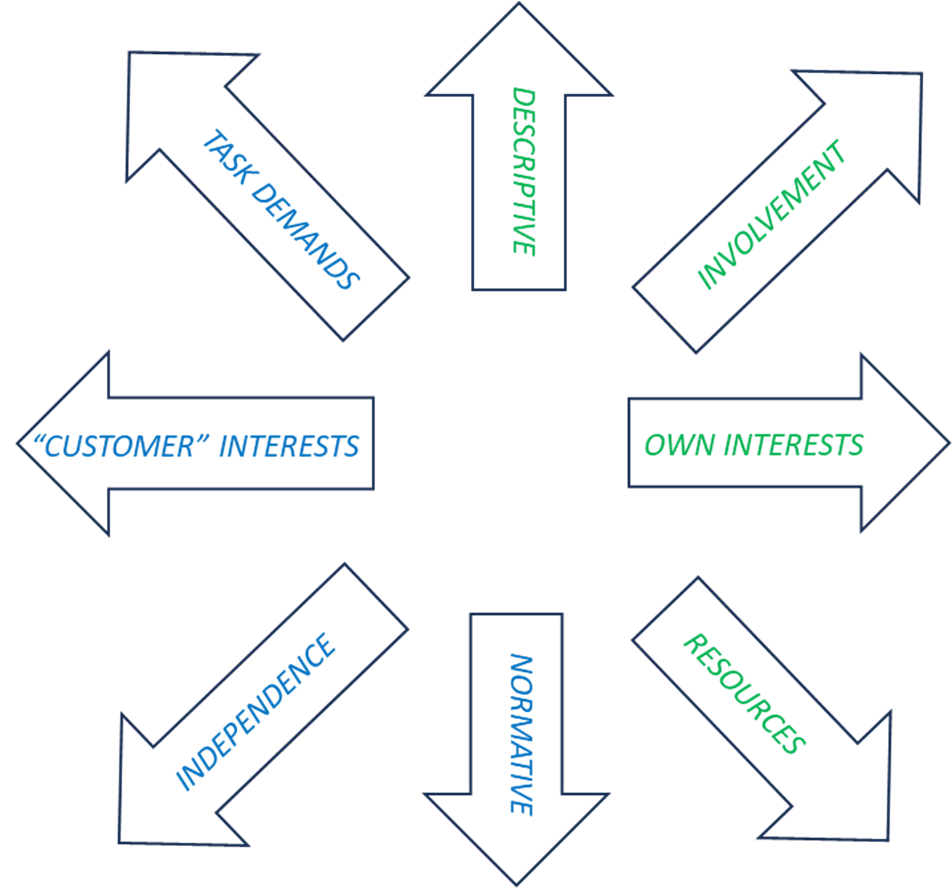 DESCRIPTIVE
TASK DEMANDS
INVOLVEMENT
“CUSTOMER” INTERESTS
OWN INTERESTS
INDEPENDENCE
NORMATIVE
RESOURCES